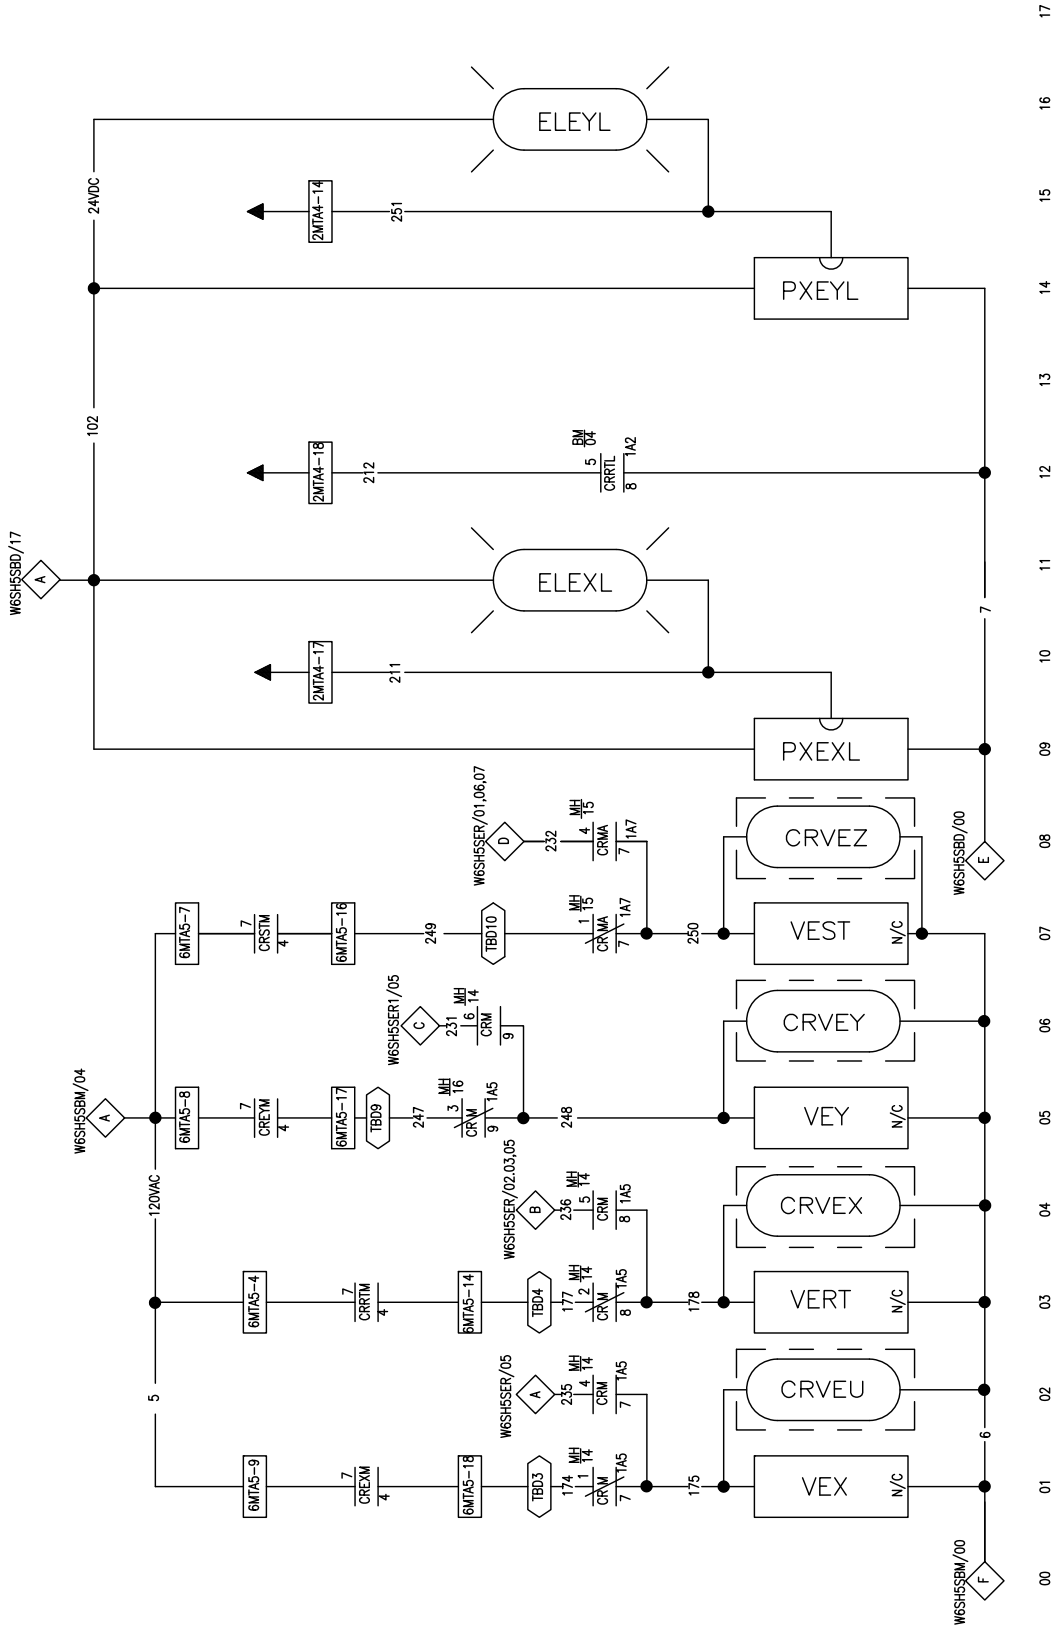 W6SH5SBM/00
F
00
6MTA5-9
7
CREXM
4
6MTA5-18
TBD3
174
MH
14
1
CRM
7
1A5
175
VEX
N/C
01
5
W6SH5SER/05
A
235
MH
14
4
CRM
7
1A5
CRVEU
6
02
6MTA5-4
7
CRRTM
4
6MTA5-14
TBD4
177
MH
14
2
CRM
8
1A5
178
VERT
N/C
03
120VAC
W6SH5SER/02.03,05
B
236
MH
14
5
CRM
8
1A5
CRVEX
04
W6SH5SBM/04
A
6MTA5-8
7
CREYM
4
6MTA5-17
TBD9
247
MH
16
3
CRM
9
1A5
248
VEY
N/C
05
W6SH5SER1/05
C
231
MH
14
6
CRM
9
CRVEY
06
6MTA5-7
7
CRSTM
4
6MTA5-16
249
TBD10
MH
15
1
CRMA
7
1A7
250
VEST
N/C
07
W6SH5SER/01,06,07
D
232
MH
15
4
CRMA
7
1A7
CRVEZ
W6SH5SBD/00
E
08
PXEXL
09
2MTA4-17
211
7
10
W6SH5SBD/17
A
ELEXL
11
2MTA4-18
212
BM
04
5
CRRTL
8
1A2
12
102
13
PXEYL
14
24VDC
2MTA4-14
251
15
ELEYL
16
17